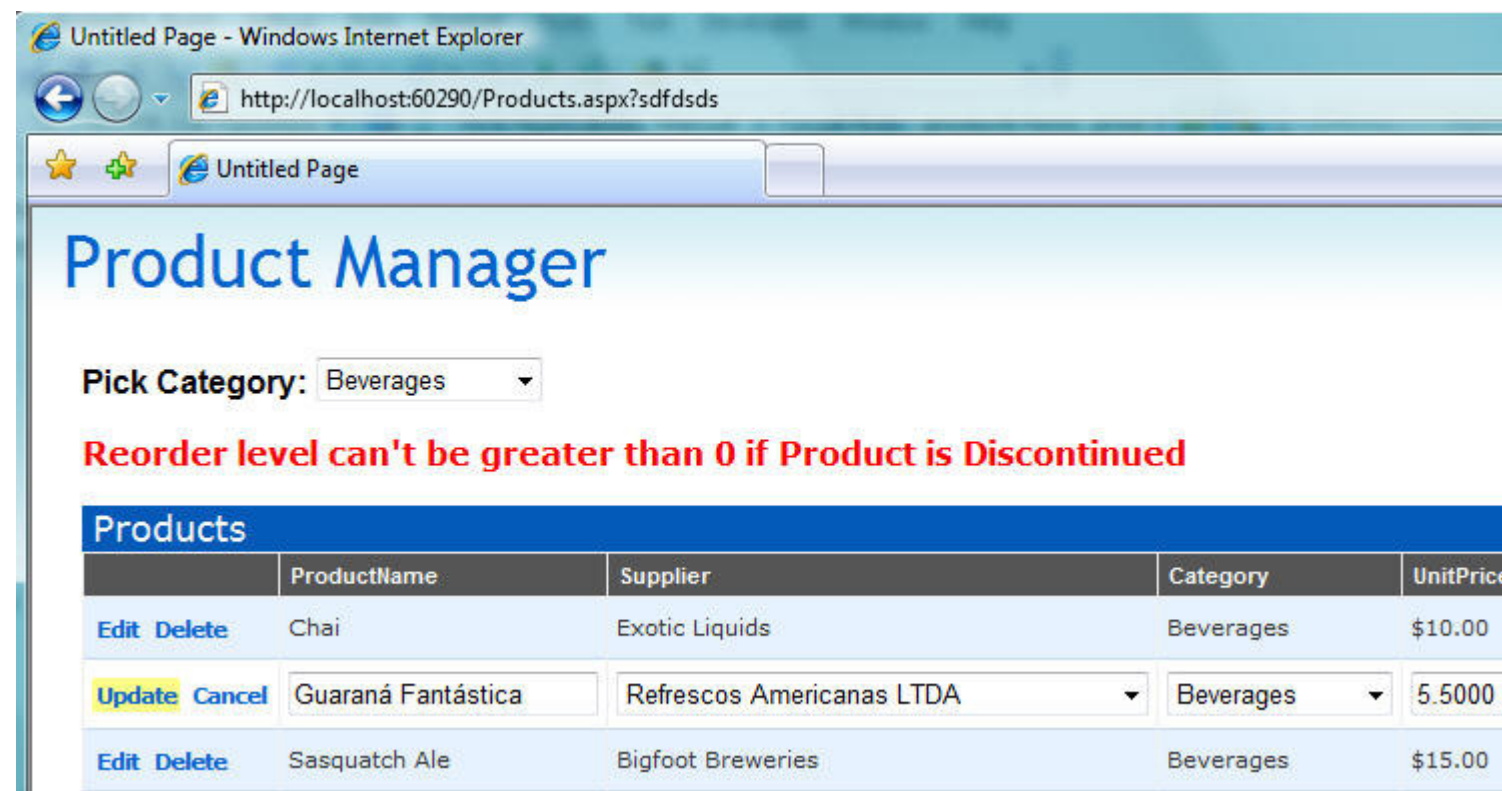 Untitled Page - Windows Internet Explorer
http://localhost:60290/Products.aspx?sdfdsds
Untitled Page
Product Manager
Pick Category: Beverages
Reorder level can't be greater than 0 if Product is Discontinued
Products
ProductName Supplier Category UnitPrice
Edit Delete Chai Exotic Liquids Beverages $10.00
Update Cancel Guaraná Fantástica Refrescos Americanas LTDA Beverages 5.5000
Edit Delete Sasquatch Ale Bigfoot Breweries Beverages $15.00